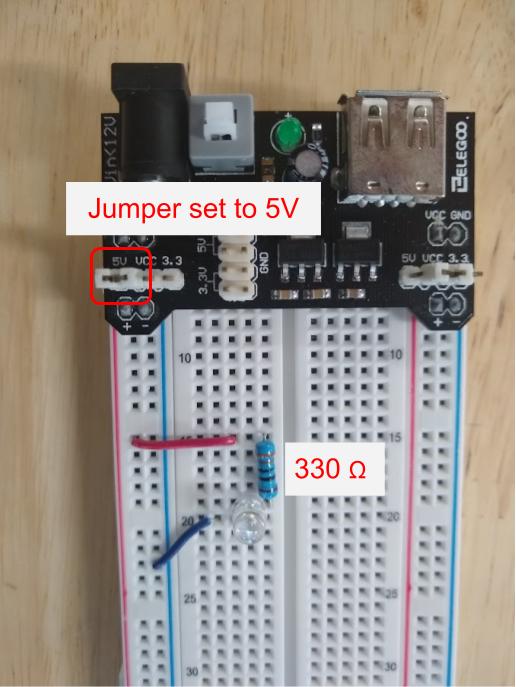 Vin<12V
ELEGOO
Jumper set to 5V
VCC GND
5V VCC 3.3
5V
3.3V
GND
5V VCC 3.3
+ -
+ -
10
10
15
15
330 Ω
20
20
25
25
30
30